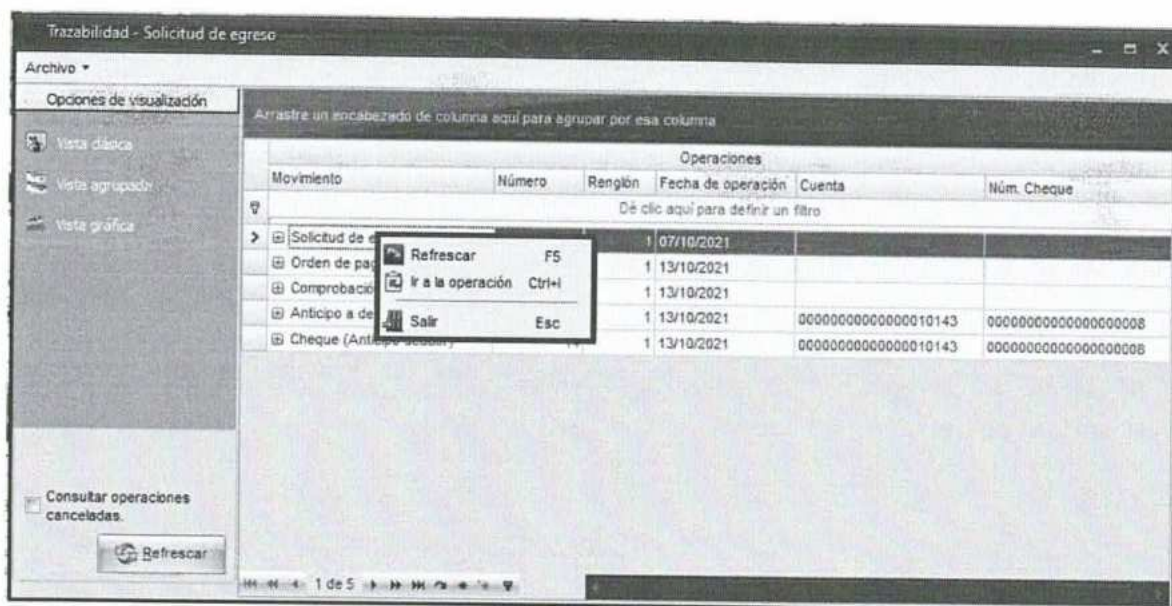 Trazabilidad - Solicitud de egreso
Archivo
Opciones de visualización
Vista clásica
Vista agrupada
Vista gráfica
Consultar operaciones
canceladas.
Refrescar
Arrastre un encabezado de columna aquí para agrupar por esa columna
Operaciones
Movimiento Número Renglón Fecha de operación Cuenta Núm. Cheque
Dé clic aquí para definir un filtro
Solicitud de e 1 07/10/2021
Orden de pag 1 13/10/2021
Comprobació 1 13/10/2021
Anticipo a de 1 13/10/2021 00000000000000010143 00000000000000000008
Cheque (Anticipo 1 13/10/2021 00000000000000010143 00000000000000000008
Refrescar F5
Ir a la operación Ctrl+I
Salir Esc
1 de 5